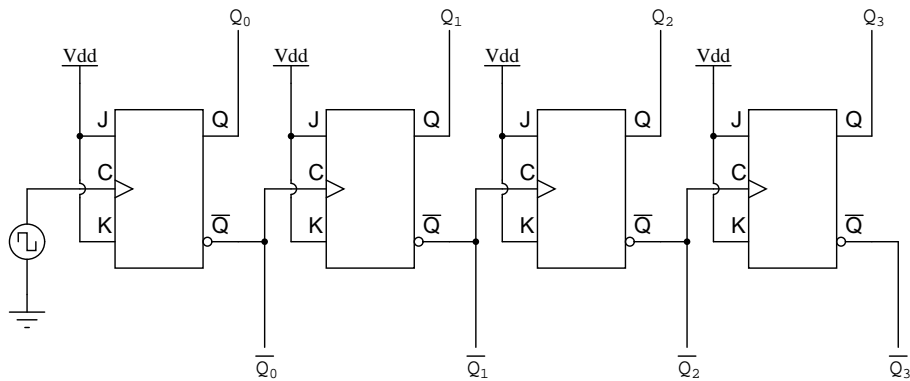 Q0 Q1 Q2 Q3
Vdd Vdd Vdd Vdd
J Q J Q J Q J Q
C C C C
K Q̅ K Q̅ K Q̅ K Q̅
Q̅0 Q̅1 Q̅2 Q̅3